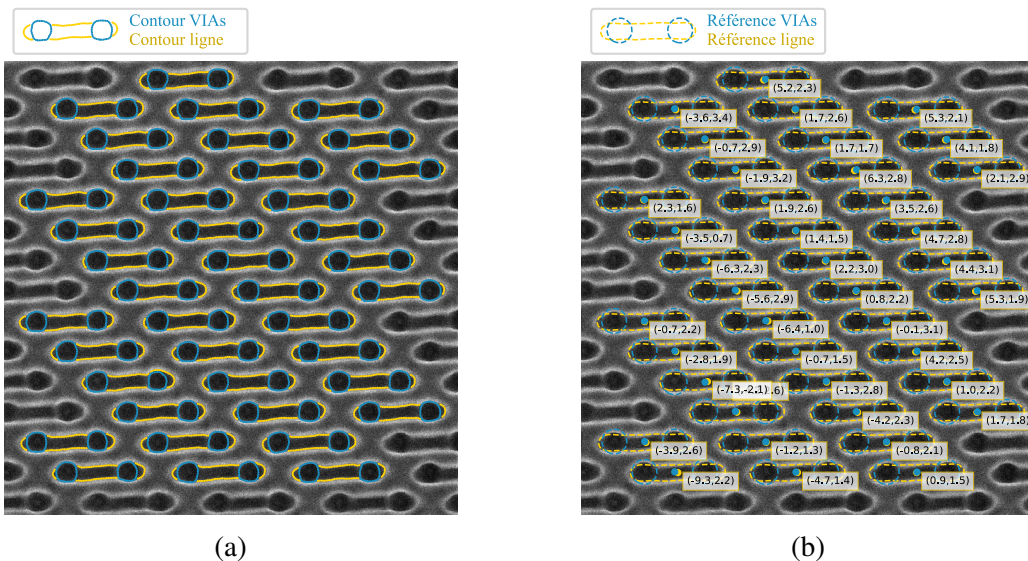 Contour VIAs
Contour ligne
Référence VIAs
Référence ligne
(5.2,2.3)
(-3.6,3.4) (1.7,2.6) (5.3,2.1)
(-0.7,2.9) (1.7,1.7) (4.1,1.8)
(-1.9,3.2) (6.3,2.8) (2.1,2.9)
(2.3,1.6) (1.9,2.6) (3.5,2.6)
(-3.5,0.7) (1.4,1.5) (4.7,2.8)
(-6.3,2.3) (2.2,3.0) (4.4,3.1)
(-5.6,2.9) (0.8,2.2) (5.3,1.9)
(-0.7,2.2) (-6.4,1.0) (-0.1,3.1)
(-2.8,1.9) (-0.7,1.5) (4.2,2.5)
(-7.3,-2.1) (-1.3,2.8) (1.0,2.2)
(-4.2,2.3) (1.7,1.8)
(-3.9,2.6) (-1.2,1.3) (-0.8,2.1)
(-9.3,2.2) (-4.7,1.4) (0.9,1.5)
(a)
(b)